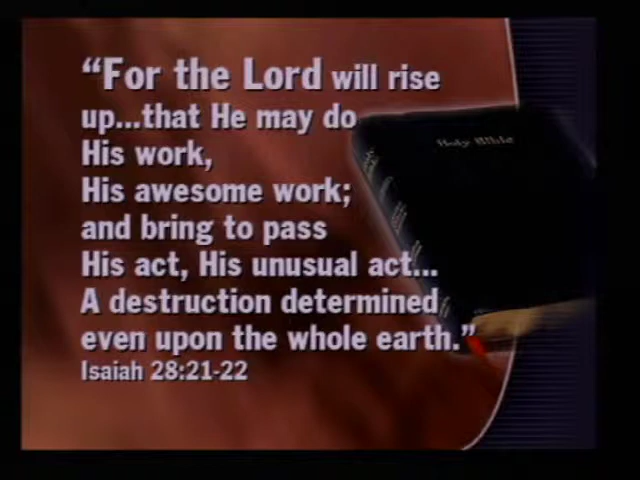 “For the Lord will rise
up...that He may do
His work,
His awesome work;
and bring to pass
His act, His unusual act...
A destruction determined
even upon the whole earth.”
Isaiah 28:21-22
Holy Bible